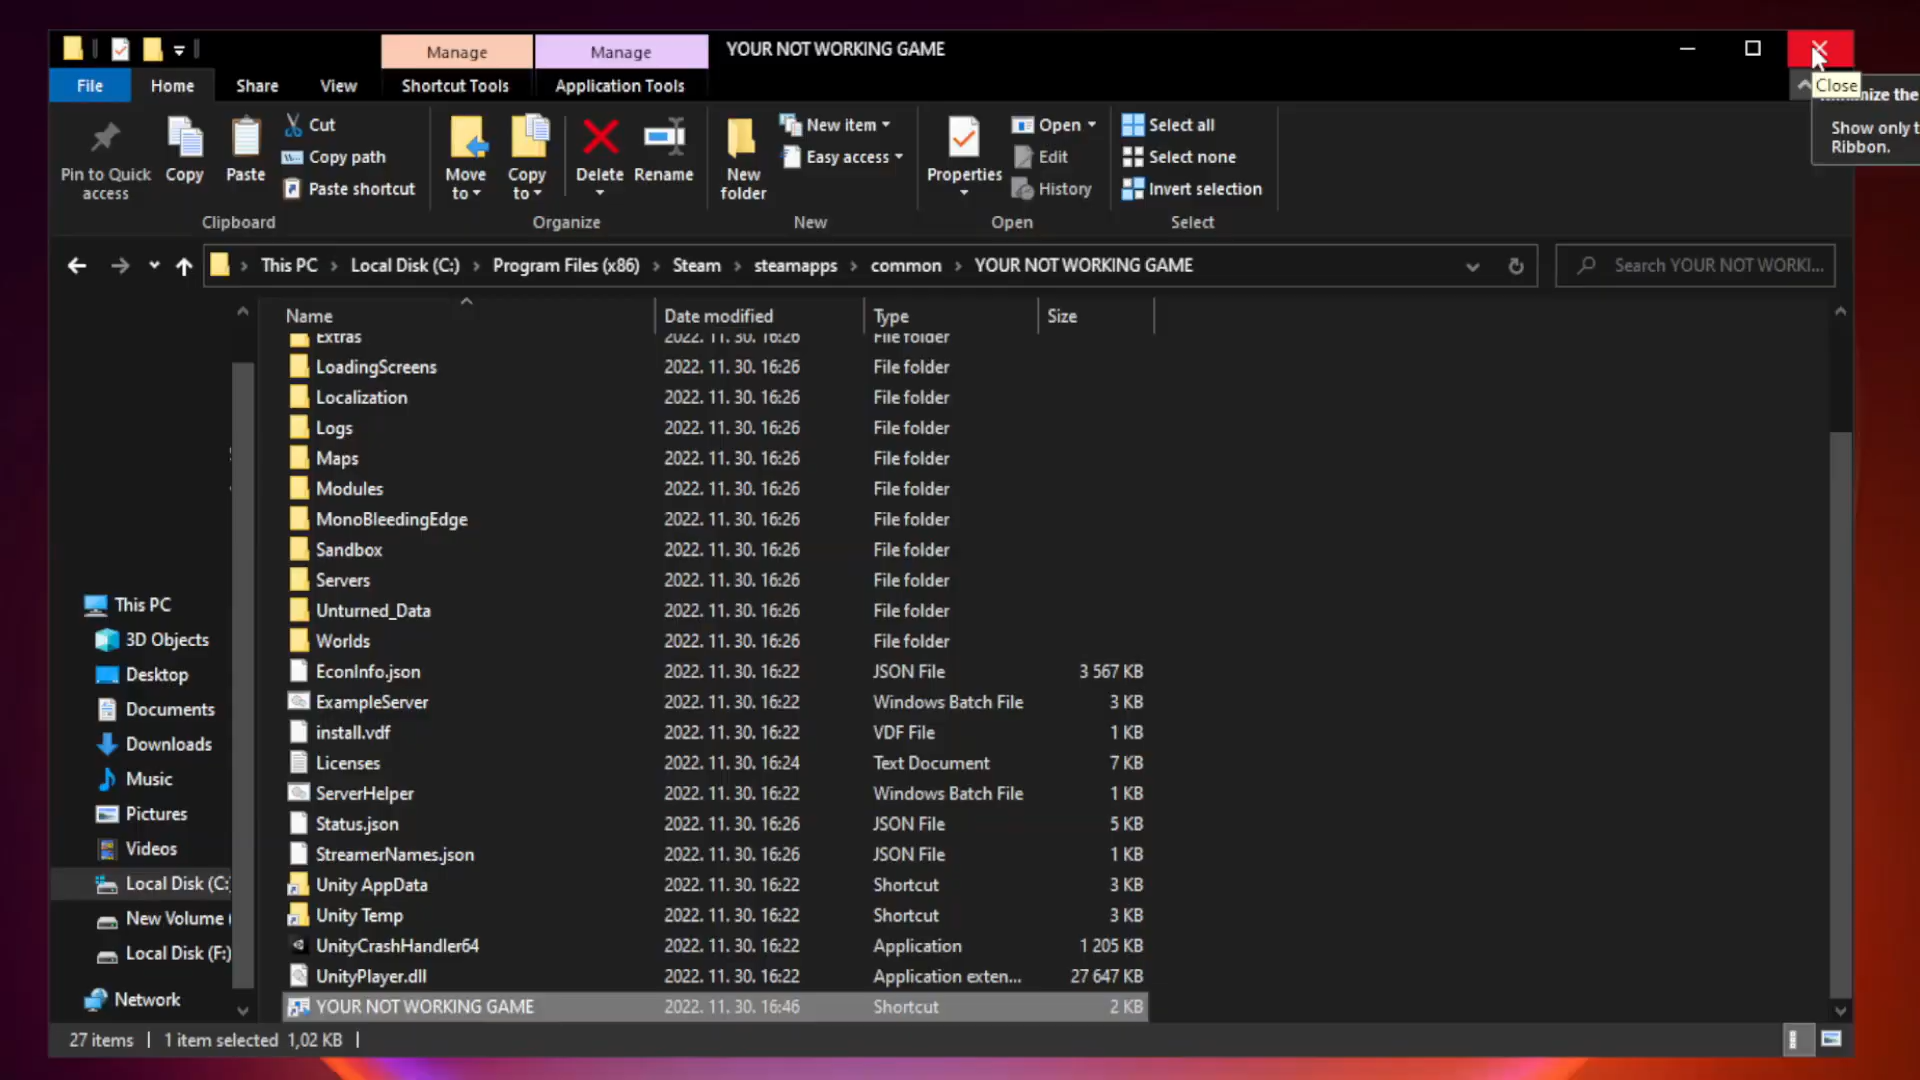 Manage
Manage
YOUR NOT WORKING GAME
File
Home
Share
View
Shortcut Tools
Application Tools
Close
Show only t
Ribbon.
Pin to Quick
access
Copy
Paste
Cut
Copy path
Paste shortcut
Clipboard
Move
to
Copy
to
Delete
Rename
Organize
New
folder
New item
Easy access
New
Properties
Open
Edit
History
Open
Select all
Select none
Invert selection
Select
This PC > Local Disk (C:) > Program Files (x86) > Steam > steamapps > common > YOUR NOT WORKING GAME
Search YOUR NOT WORKI...
Name Date modified Type Size
Extras 2022. 11. 30. 16:26 File folder
LoadingScreens 2022. 11. 30. 16:26 File folder
Localization 2022. 11. 30. 16:26 File folder
Logs 2022. 11. 30. 16:26 File folder
Maps 2022. 11. 30. 16:26 File folder
Modules 2022. 11. 30. 16:26 File folder
MonoBleedingEdge 2022. 11. 30. 16:26 File folder
Sandbox 2022. 11. 30. 16:26 File folder
Servers 2022. 11. 30. 16:26 File folder
Unturned_Data 2022. 11. 30. 16:26 File folder
Worlds 2022. 11. 30. 16:26 File folder
EconInfo.json 2022. 11. 30. 16:22 JSON File 3 567 KB
ExampleServer 2022. 11. 30. 16:22 Windows Batch File 3 KB
install.vdf 2022. 11. 30. 16:22 VDF File 1 KB
Licenses 2022. 11. 30. 16:24 Text Document 7 KB
ServerHelper 2022. 11. 30. 16:22 Windows Batch File 1 KB
Status.json 2022. 11. 30. 16:26 JSON File 5 KB
StreamerNames.json 2022. 11. 30. 16:26 JSON File 1 KB
Unity AppData 2022. 11. 30. 16:22 Shortcut 3 KB
Unity Temp 2022. 11. 30. 16:22 Shortcut 3 KB
UnityCrashHandler64 2022. 11. 30. 16:22 Application 1 205 KB
UnityPlayer.dll 2022. 11. 30. 16:22 Application exten... 27 647 KB
YOUR NOT WORKING GAME 2022. 11. 30. 16:46 Shortcut 2 KB
This PC
3D Objects
Desktop
Documents
Downloads
Music
Pictures
Videos
Local Disk (C:
New Volume (
Local Disk (F:)
Network
27 items | 1 item selected 1,02 KB |